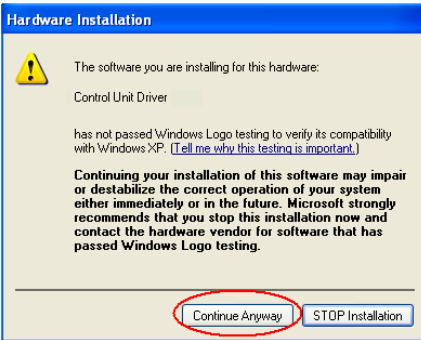 Hardware Installation
The software you are installing for this hardware:
Control Unit Driver
has not passed Windows Logo testing to verify its compatibility
with Windows XP. (Tell me why this testing is important.)
Continuing your installation of this software may impair
or destabilize the correct operation of your system
either immediately or in the future. Microsoft strongly
recommends that you stop this installation now and
contact the hardware vendor for software that has
passed Windows Logo testing.
Continue Anyway
STOP Installation